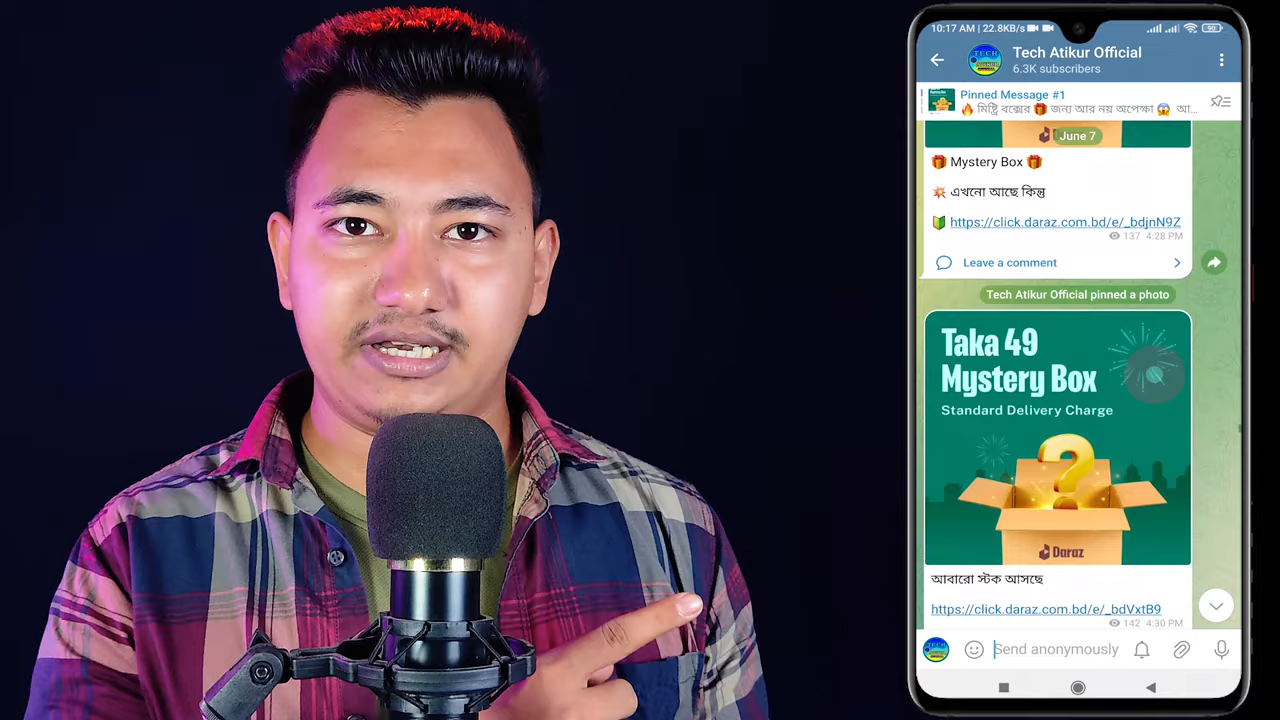 10:17 AM | 22.8KB/s
90
Tech Atikur Official
6.3K subscribers
Pinned Message #1
🔥 মিষ্ট্রি বক্সের 🎁 জন্য আর নয় অপেক্ষা 😱 আ...
June 7
🎁 Mystery Box 🎁
💥 এখনো আছে কিন্তু
🔰 https://click.daraz.com.bd/e/_bdjnN9Z
137 4:28 PM
Leave a comment
Tech Atikur Official pinned a photo
Taka 49
Mystery Box
Standard Delivery Charge
Daraz
আবারো স্টক আসছে
https://click.daraz.com.bd/e/_bdVxtB9
142 4:30 PM
Send anonymously